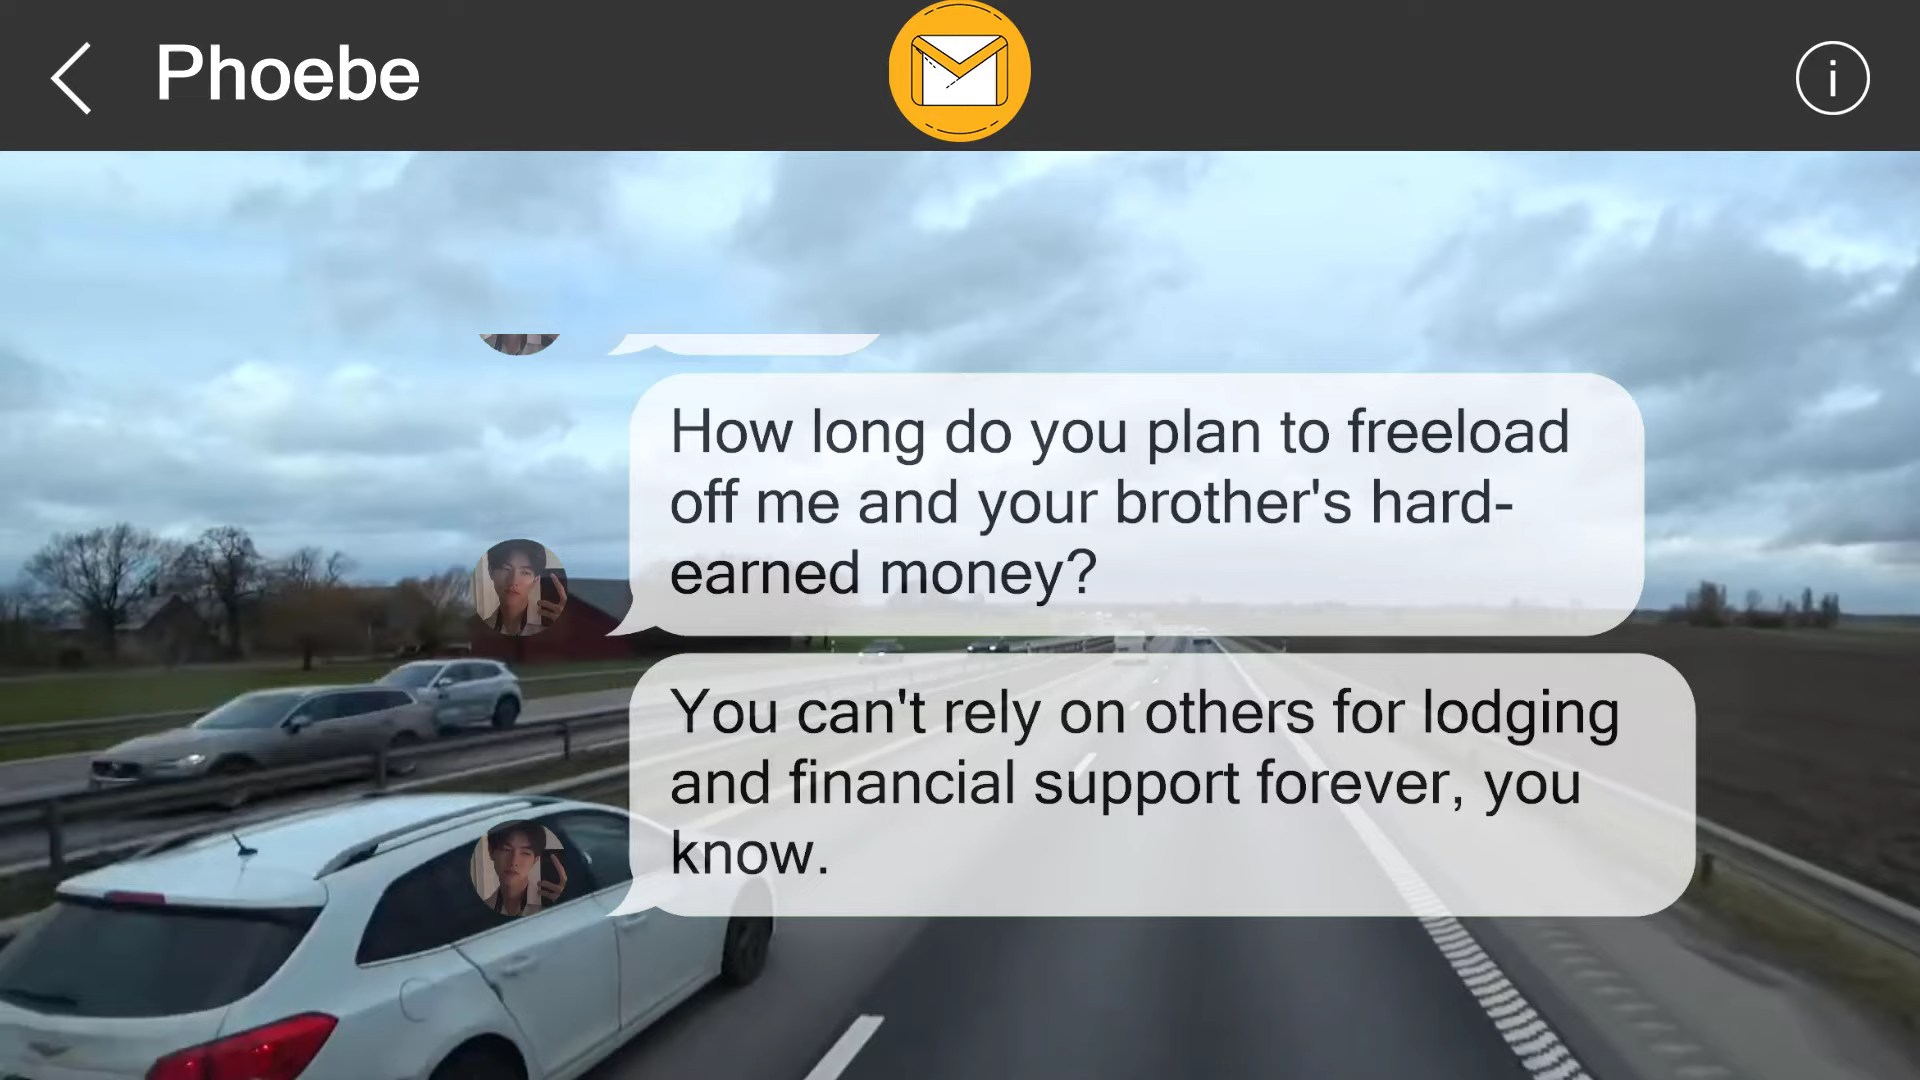 Phoebe
i
How long do you plan to freeload
off me and your brother's hard-
earned money?
You can't rely on others for lodging
and financial support forever, you
know.